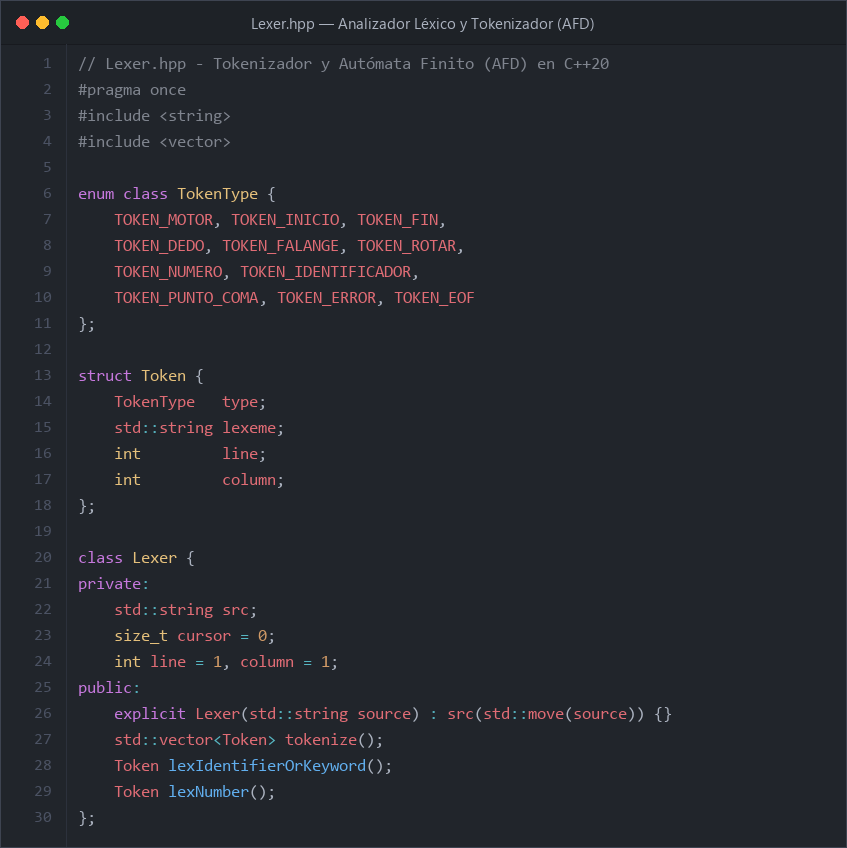 Lexer.hpp — Analizador Léxico y Tokenizador (AFD)
1 // Lexer.hpp - Tokenizador y Autómata Finito (AFD) en C++20
2 #pragma once
3 #include <string>
4 #include <vector>
5
6 enum class TokenType {
7     TOKEN_MOTOR, TOKEN_INICIO, TOKEN_FIN,
8     TOKEN_DEDO, TOKEN_FALANGE, TOKEN_ROTAR,
9     TOKEN_NUMERO, TOKEN_IDENTIFICADOR,
10     TOKEN_PUNTO_COMA, TOKEN_ERROR, TOKEN_EOF
11 };
12
13 struct Token {
14     TokenType   type;
15     std::string lexeme;
16     int         line;
17     int         column;
18 };
19
20 class Lexer {
21 private:
22     std::string src;
23     size_t cursor = 0;
24     int line = 1, column = 1;
25 public:
26     explicit Lexer(std::string source) : src(std::move(source)) {}
27     std::vector<Token> tokenize();
28     Token lexIdentifierOrKeyword();
29     Token lexNumber();
30 };